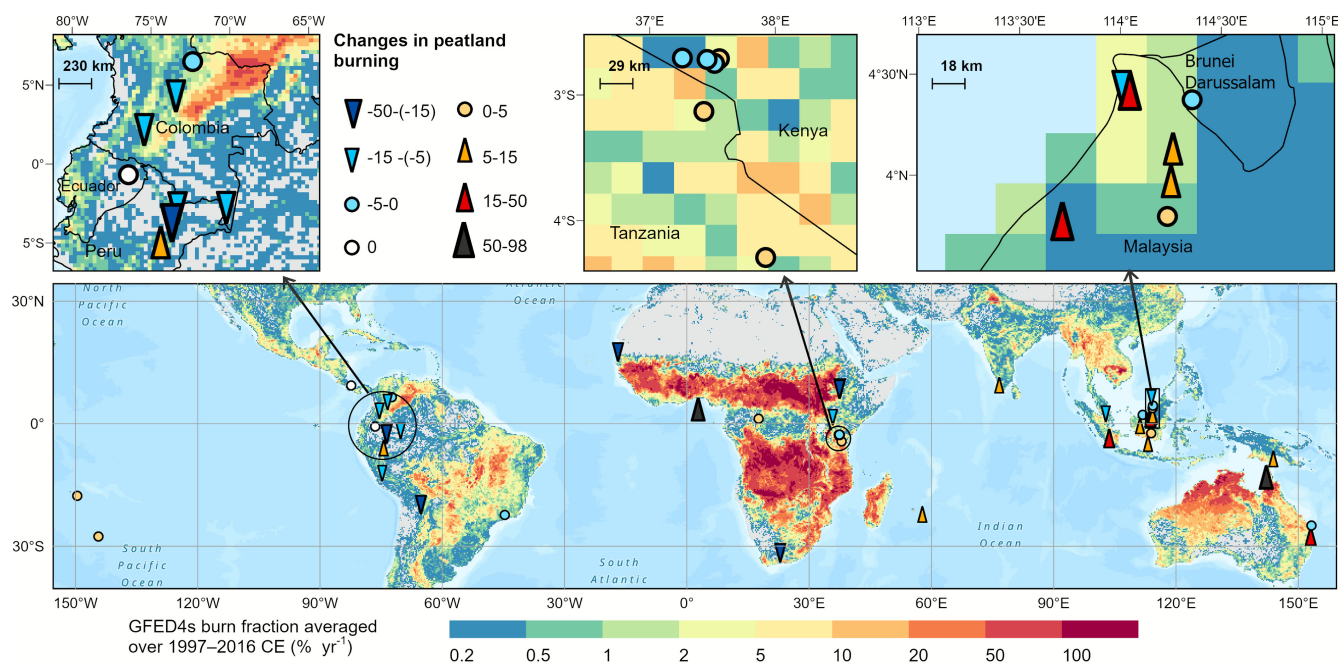 80°W 75°W 70°W 65°W
37°E 38°E
113°E 113°30'E 114°E 114°30'E 115°E
230 km
5°N
0°
5°S
Colombia
Ecuador
Peru
Changes in peatland
burning
-50-(-15) 0-5
-15 -(-5) 5-15
-5-0 15-50
0 50-98
29 km
3°S
4°S
Kenya
Tanzania
18 km
4°30'N
4°N
Brunei
Darussalam
Malaysia
North
Pacific
Ocean
Atlantic
Ocean
30°N
0°
30°S
South
Pacific
Ocean
South
Atlantic
Indian
Ocean
150°W 120°W 90°W 60°W 30°W 0° 30°E 60°E 90°E 120°E 150°E
GFED4s burn fraction averaged
over 1997–2016 CE (% yr⁻¹)
0.2 0.5 1 2 5 10 20 50 100